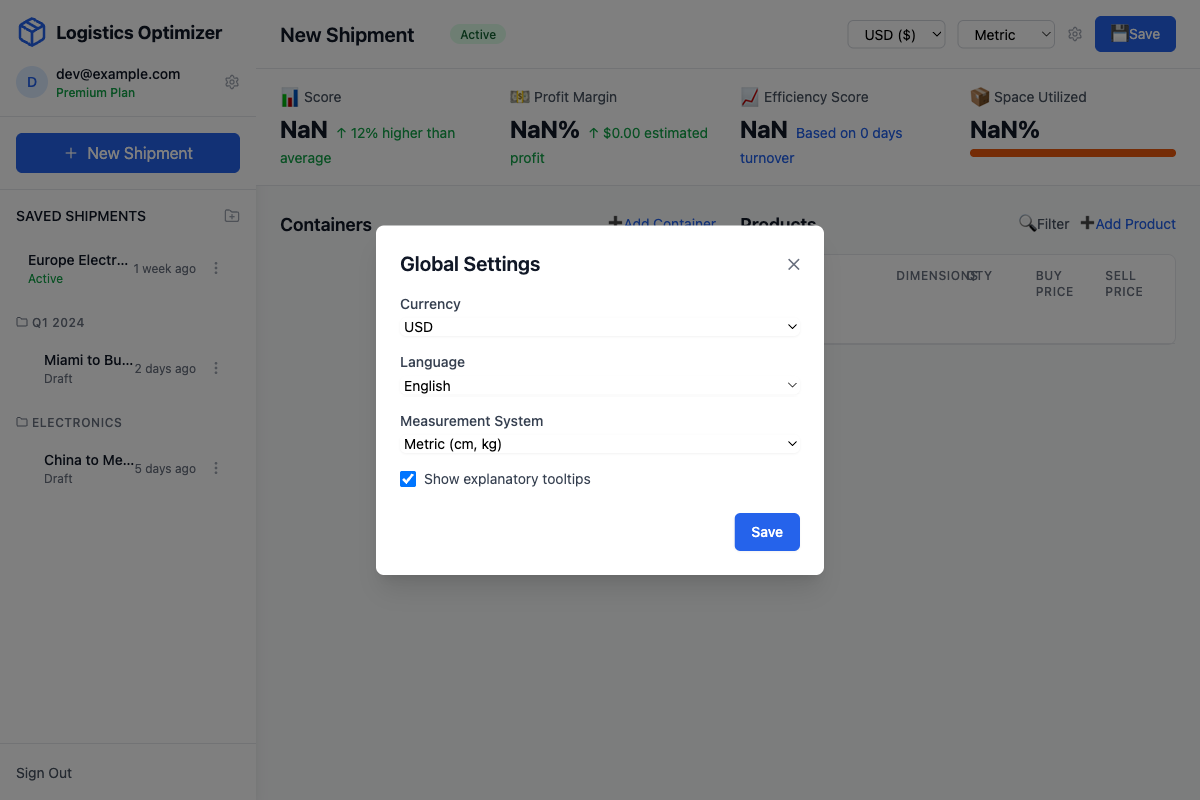 Logistics Optimizer
D
dev@example.com
Premium Plan
+ New Shipment
SAVED SHIPMENTS
Europe Electr...
1 week ago
Active
Q1 2024
Miami to Bu...
2 days ago
Draft
ELECTRONICS
China to Me...
5 days ago
Draft
Sign Out
New Shipment
Active
USD ($)
Metric
💾Save
📊 Score
NaN ↑ 12% higher than
average
💵 Profit Margin
NaN% ↑ $0.00 estimated
profit
📈 Efficiency Score
NaN Based on 0 days
turnover
📦 Space Utilized
NaN%
Containers
➕Add Container
Products
🔍Filter
➕Add Product
DIMENSIONS
QTY
BUY
PRICE
SELL
PRICE
Global Settings
Currency
USD
Language
English
Measurement System
Metric (cm, kg)
Show explanatory tooltips
Save